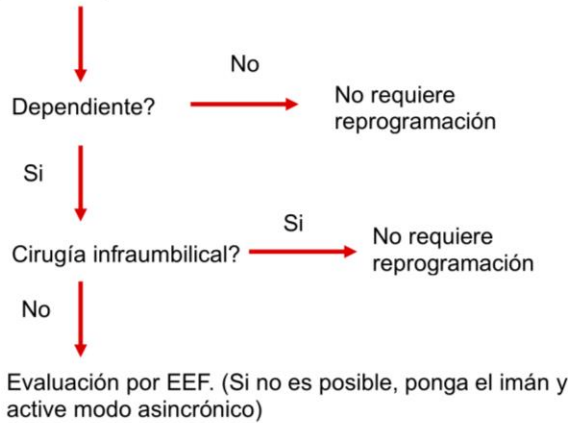 No
Dependiente?
No requiere
reprogramación
Si
Si
Cirugía infraumbilical?
No requiere
reprogramación
No
Evaluación por EEF. (Si no es posible, ponga el imán y
active modo asincrónico)